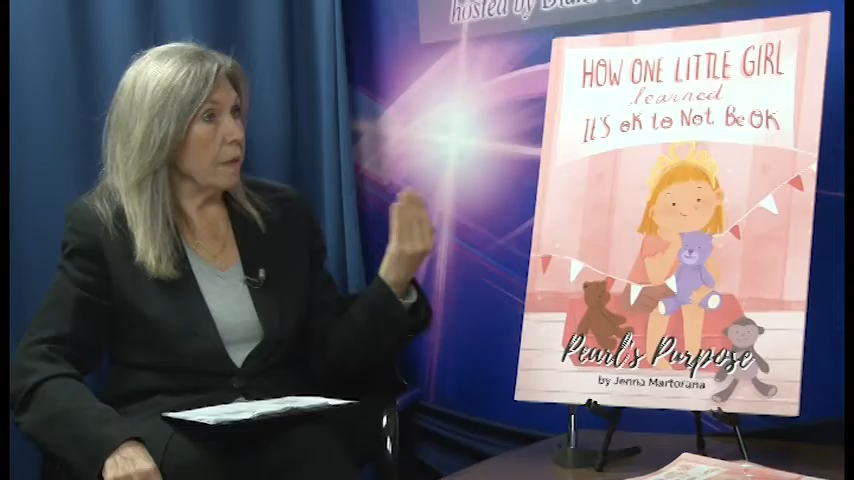 hosted by
HOW ONE LITTLE GIRL
learned
IT'S OK to NOT BE OK
Pearl's Purpose
by Jenna Martorana